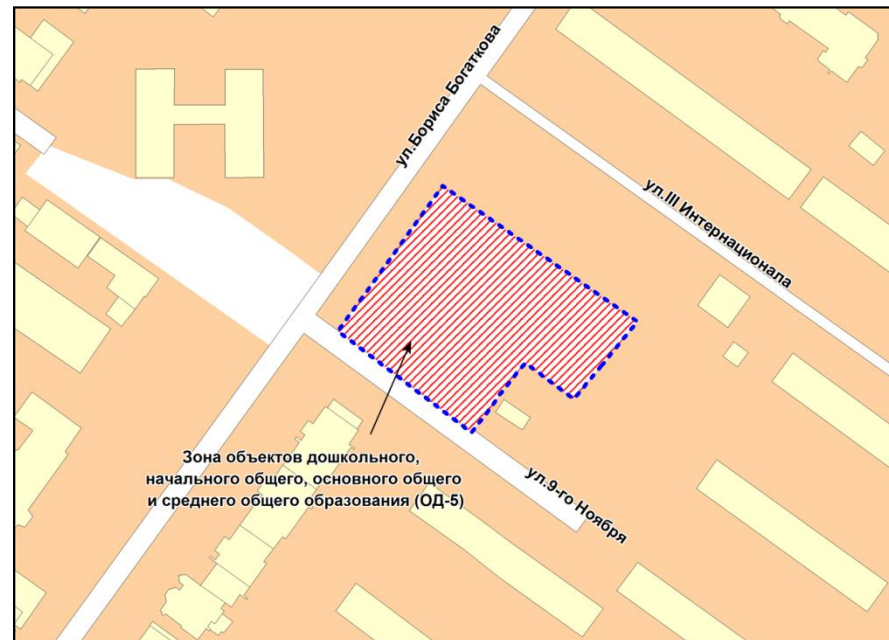 ул.Бориса Богаткова
ул.III Интернационала
Зона объектов дошкольного,
начального общего, основного общего
и среднего общего образования (ОД-5)
ул.9-го Ноября